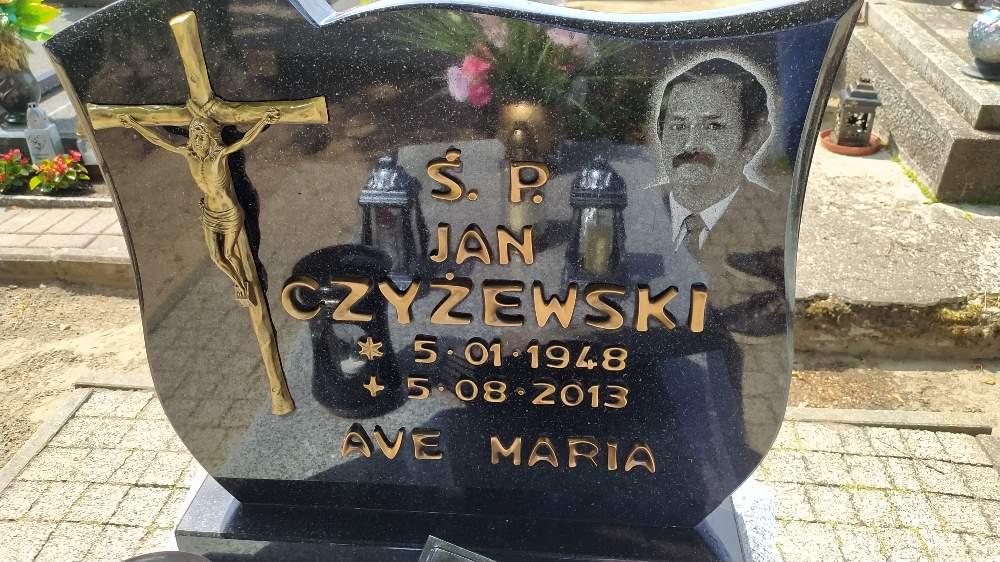 Ś. P.
JAN
CZYŻEWSKI
* 5·01·1948
+ 5·08·2013
AVE MARIA